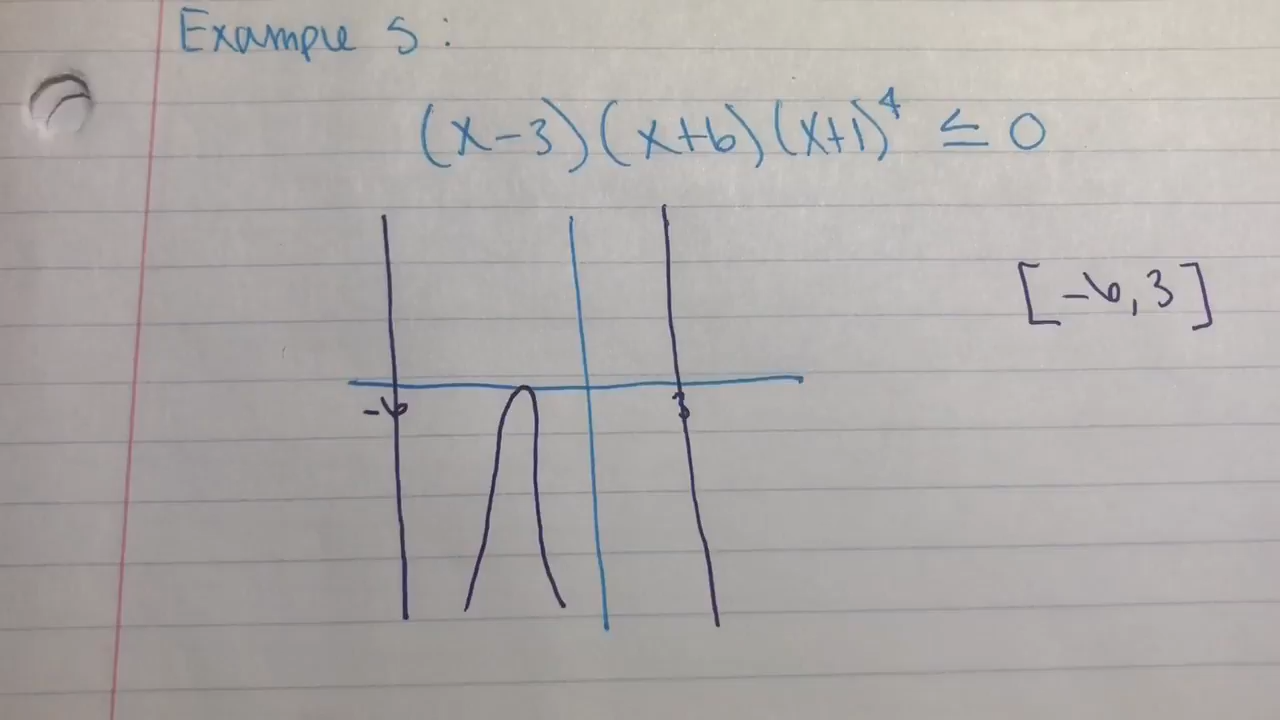 Example 5:
(x-3)(x+6)(x+1)⁴ ≤ 0
[-6,3]
-6 3